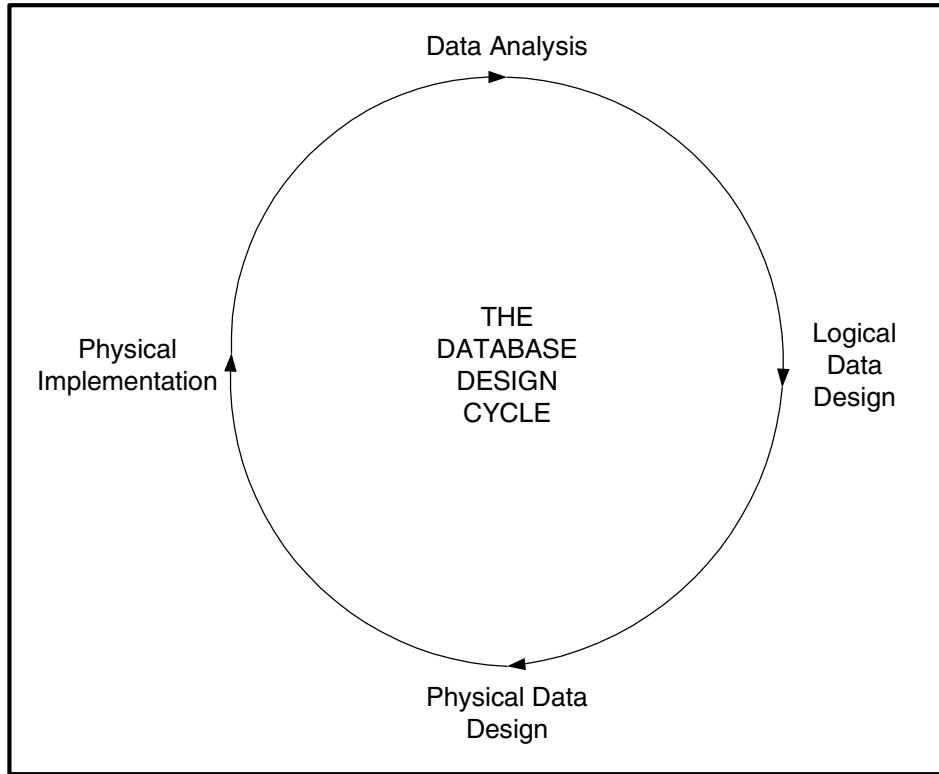 Data Analysis
THE
DATABASE
DESIGN
CYCLE
Logical
Data
Design
Physical
Implementation
Physical Data
Design